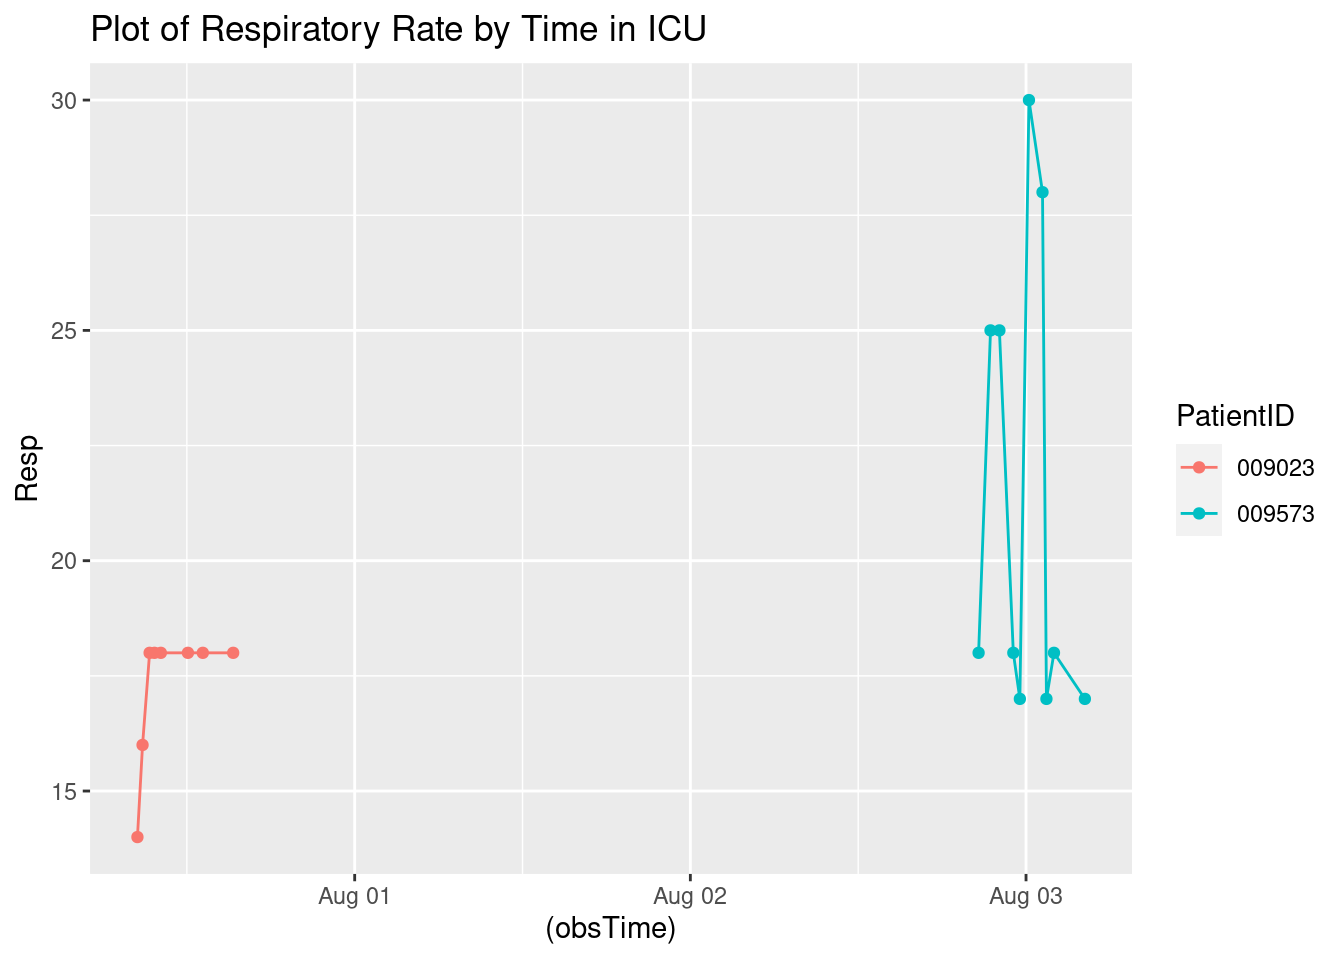 Plot of Respiratory Rate by Time in ICU
30
25
20
15
Resp
Aug 01
Aug 02
Aug 03
(obsTime)
PatientID
009023
009573